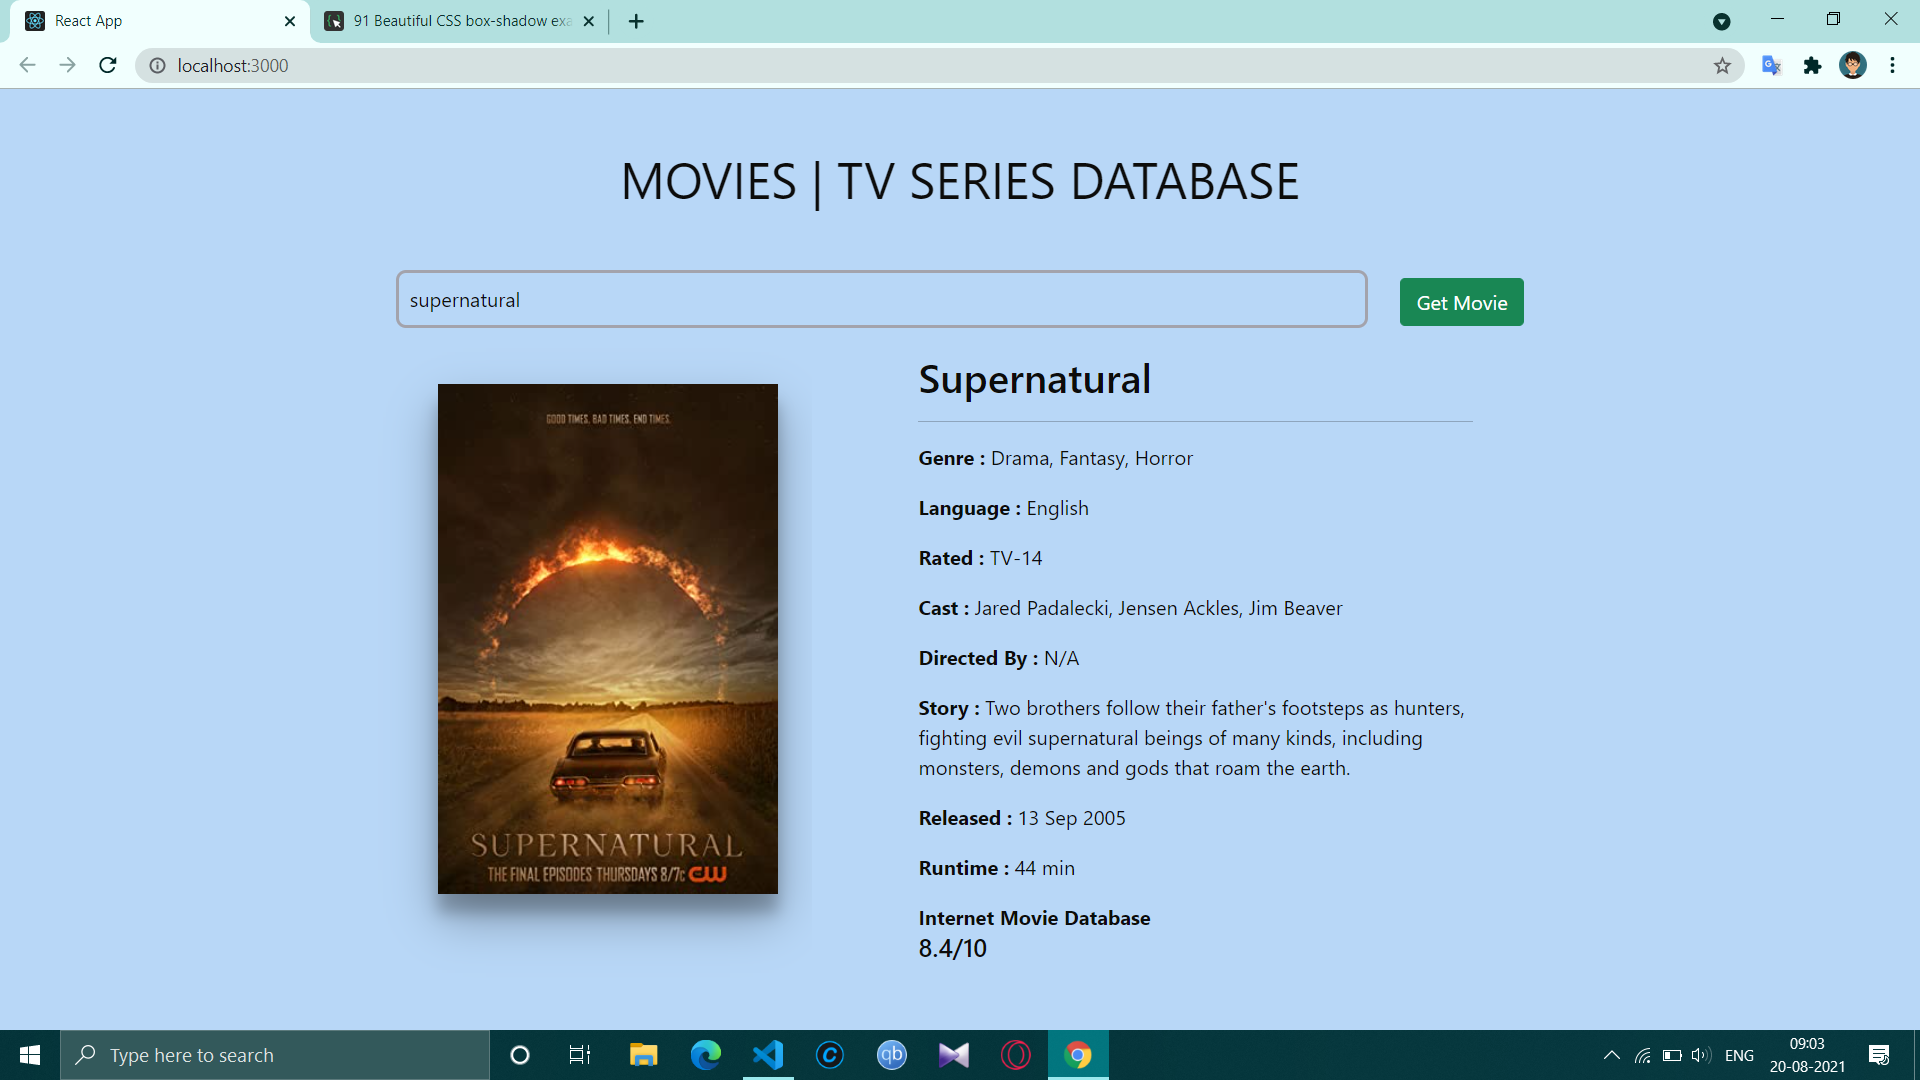 React App
91 Beautiful CSS box-shadow exa
localhost:3000
MOVIES | TV SERIES DATABASE
supernatural
Get Movie
GOOD TIMES. BAD TIMES. END TIMES.
SUPERNATURAL
THE FINAL EPISODES THURSDAYS 8/7c CW
Supernatural
Genre : Drama, Fantasy, Horror
Language : English
Rated : TV-14
Cast : Jared Padalecki, Jensen Ackles, Jim Beaver
Directed By : N/A
Story : Two brothers follow their father's footsteps as hunters,
fighting evil supernatural beings of many kinds, including
monsters, demons and gods that roam the earth.
Released : 13 Sep 2005
Runtime : 44 min
Internet Movie Database
8.4/10
Type here to search
qb
ENG
09:03
20-08-2021